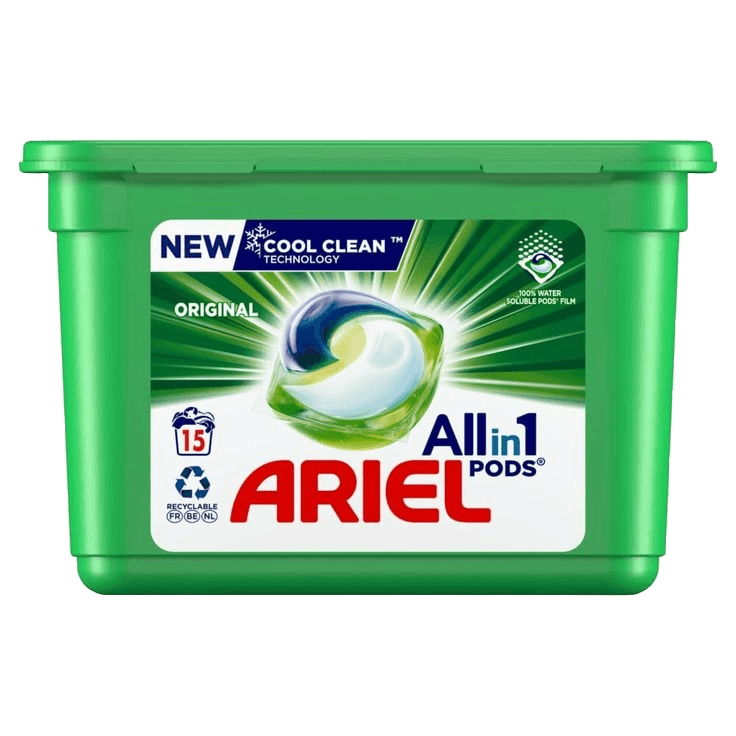 NEW
COOL CLEAN™
TECHNOLOGY
ORIGINAL
100% WATER
SOLUBLE PODS® FILM
15
All in 1
PODS®
ARIEL
RECYCLABLE
FR BE NL